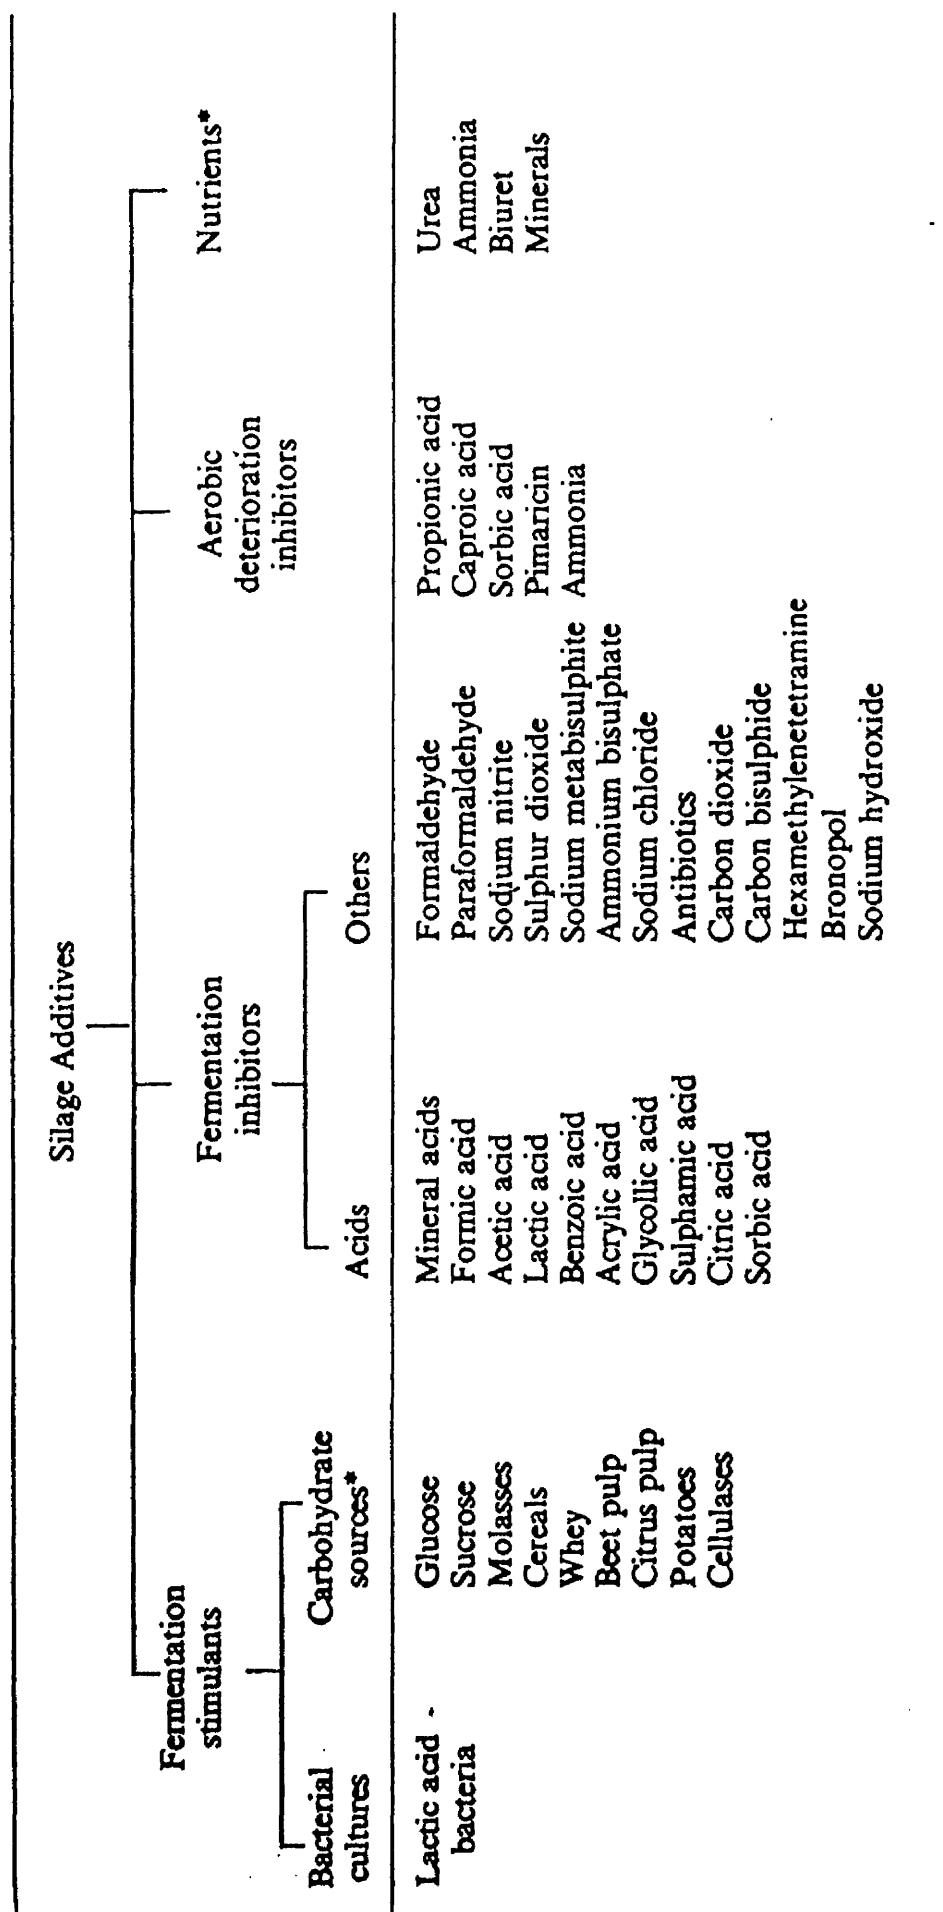 Silage Additives
Fermentation
stimulants
Fermentation
inhibitors
Aerobic
deterioration
inhibitors
Nutrients*
Bacterial
cultures
Carbohydrate
sources*
Acids
Others
Lactic acid -
bacteria
Glucose
Sucrose
Molasses
Cereals
Whey
Beet pulp
Citrus pulp
Potatoes
Cellulases
Mineral acids
Formic acid
Acetic acid
Lactic acid
Benzoic acid
Acrylic acid
Glycollic acid
Sulphamic acid
Citric acid
Sorbic acid
Formaldehyde
Paraformaldehyde
Sodium nitrite
Sulphur dioxide
Sodium metabisulphite
Ammonium bisulphate
Sodium chloride
Antibiotics
Carbon dioxide
Carbon bisulphide
Hexamethylenetetramine
Bronopol
Sodium hydroxide
Propionic acid
Caproic acid
Sorbic acid
Pimaricin
Ammonia
Urea
Ammonia
Biuret
Minerals